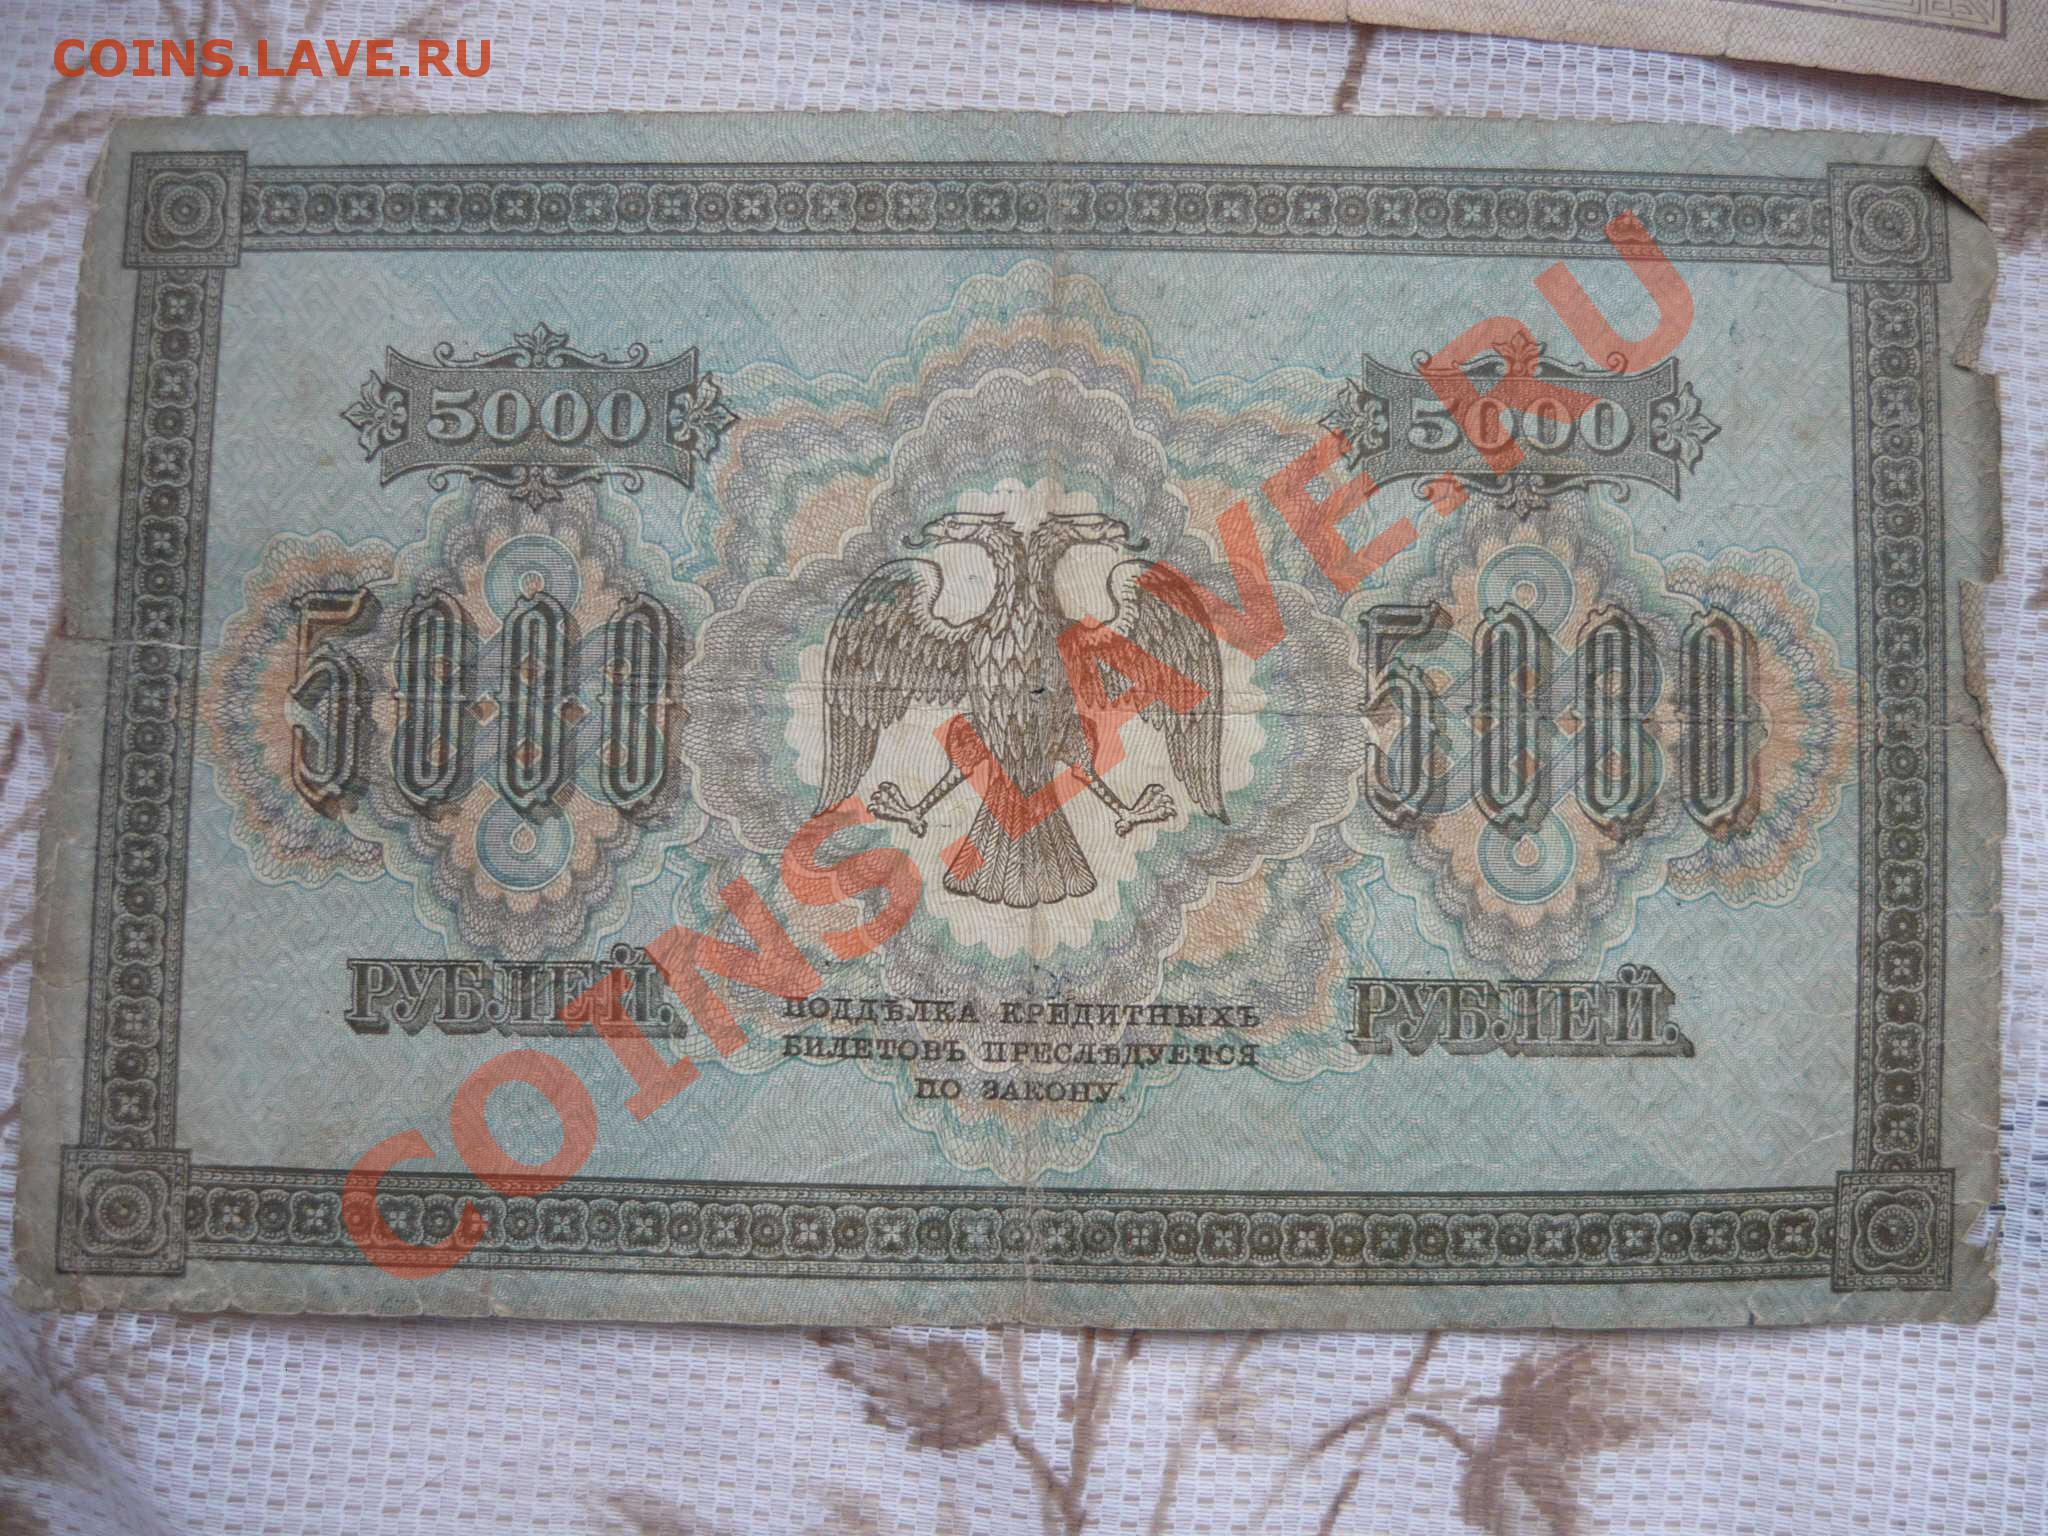 COINS.LAVE.RU
5000 5000
5000 5000
РУБЛЕЙ. РУБЛЕЙ.
ПОДДѢЛКА КРЕДИТНЫХЪ
БИЛЕТОВЪ ПРЕСЛѢДУЕТСЯ
ПО ЗАКОНУ.
COINS.LAVE.RU